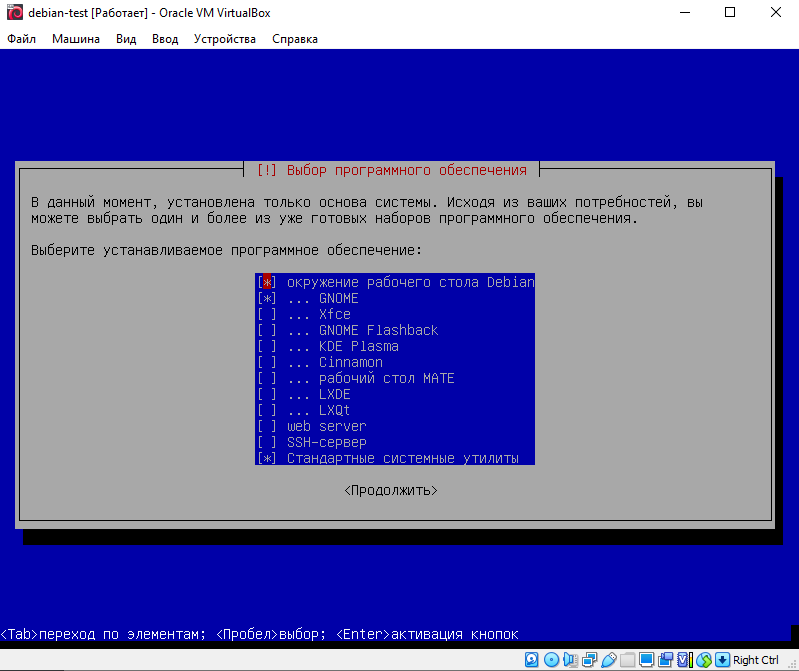 debian-test [Работает] - Oracle VM VirtualBox
Файл Машина Вид Ввод Устройства Справка
[!] Выбор программного обеспечения
В данный момент, установлена только основа системы. Исходя из ваших потребностей, вы
можете выбрать один и более из уже готовых наборов программного обеспечения.
Выберите устанавливаемое программное обеспечение:
[*] окружение рабочего стола Debian
[*] ... GNOME
[ ] ... Xfce
[ ] ... GNOME Flashback
[ ] ... KDE Plasma
[ ] ... Cinnamon
[ ] ... рабочий стол MATE
[ ] ... LXDE
[ ] ... LXQt
[ ] web server
[ ] SSH-сервер
[*] Стандартные системные утилиты
<Продолжить>
<Tab>переход по элементам; <Пробел>выбор; <Enter>активация кнопок
Right Ctrl